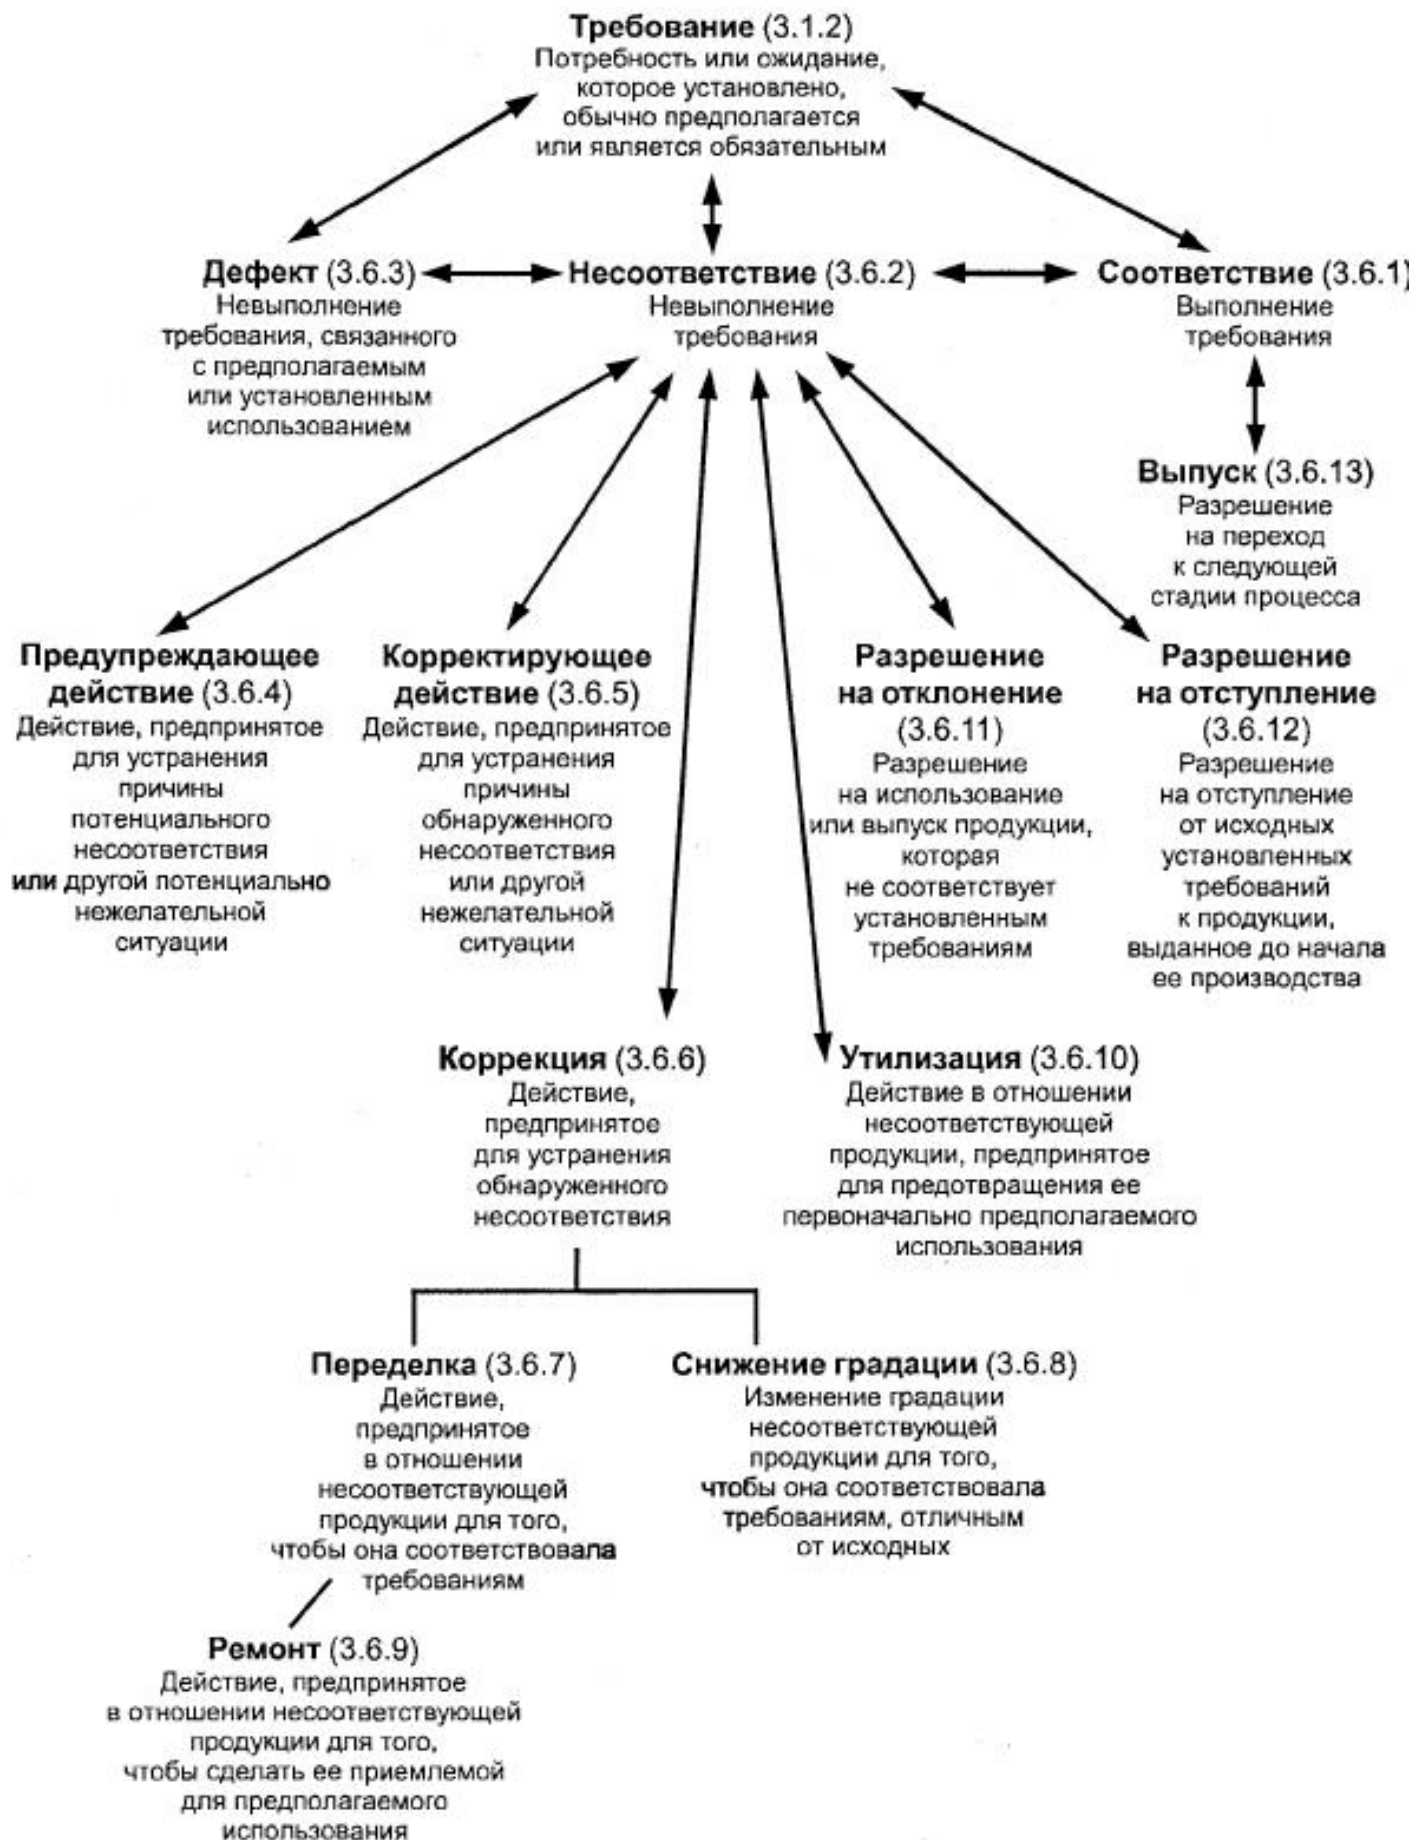 Требование (3.1.2)
Потребность или ожидание,
которое установлено,
обычно предполагается
или является обязательным
Дефект (3.6.3)
Невыполнение
требования, связанного
с предполагаемым
или установленным
использованием
Несоответствие (3.6.2)
Невыполнение
требования
Соответствие (3.6.1)
Выполнение
требования
Выпуск (3.6.13)
Разрешение
на переход
к следующей
стадии процесса
Предупреждающее
действие (3.6.4)
Действие, предпринятое
для устранения
причины
потенциального
несоответствия
или другой потенциально
нежелательной
ситуации
Корректирующее
действие (3.6.5)
Действие, предпринятое
для устранения
причины
обнаруженного
несоответствия
или другой
нежелательной
ситуации
Разрешение
на отклонение
(3.6.11)
Разрешение
на использование
или выпуск продукции,
которая
не соответствует
установленным
требованиям
Разрешение
на отступление
(3.6.12)
Разрешение
на отступление
от исходных
установленных
требований
к продукции,
выданное до начала
ее производства
Коррекция (3.6.6)
Действие,
предпринятое
для устранения
обнаруженного
несоответствия
Утилизация (3.6.10)
Действие в отношении
несоответствующей
продукции, предпринятое
для предотвращения ее
первоначально предполагаемого
использования
Переделка (3.6.7)
Действие,
предпринятое
в отношении
несоответствующей
продукции для того,
чтобы она соответствовала
требованиям
Снижение градации (3.6.8)
Изменение градации
несоответствующей
продукции для того,
чтобы она соответствовала
требованиям, отличным
от исходных
Ремонт (3.6.9)
Действие, предпринятое
в отношении несоответствующей
продукции для того,
чтобы сделать ее приемлемой
для предполагаемого
использования